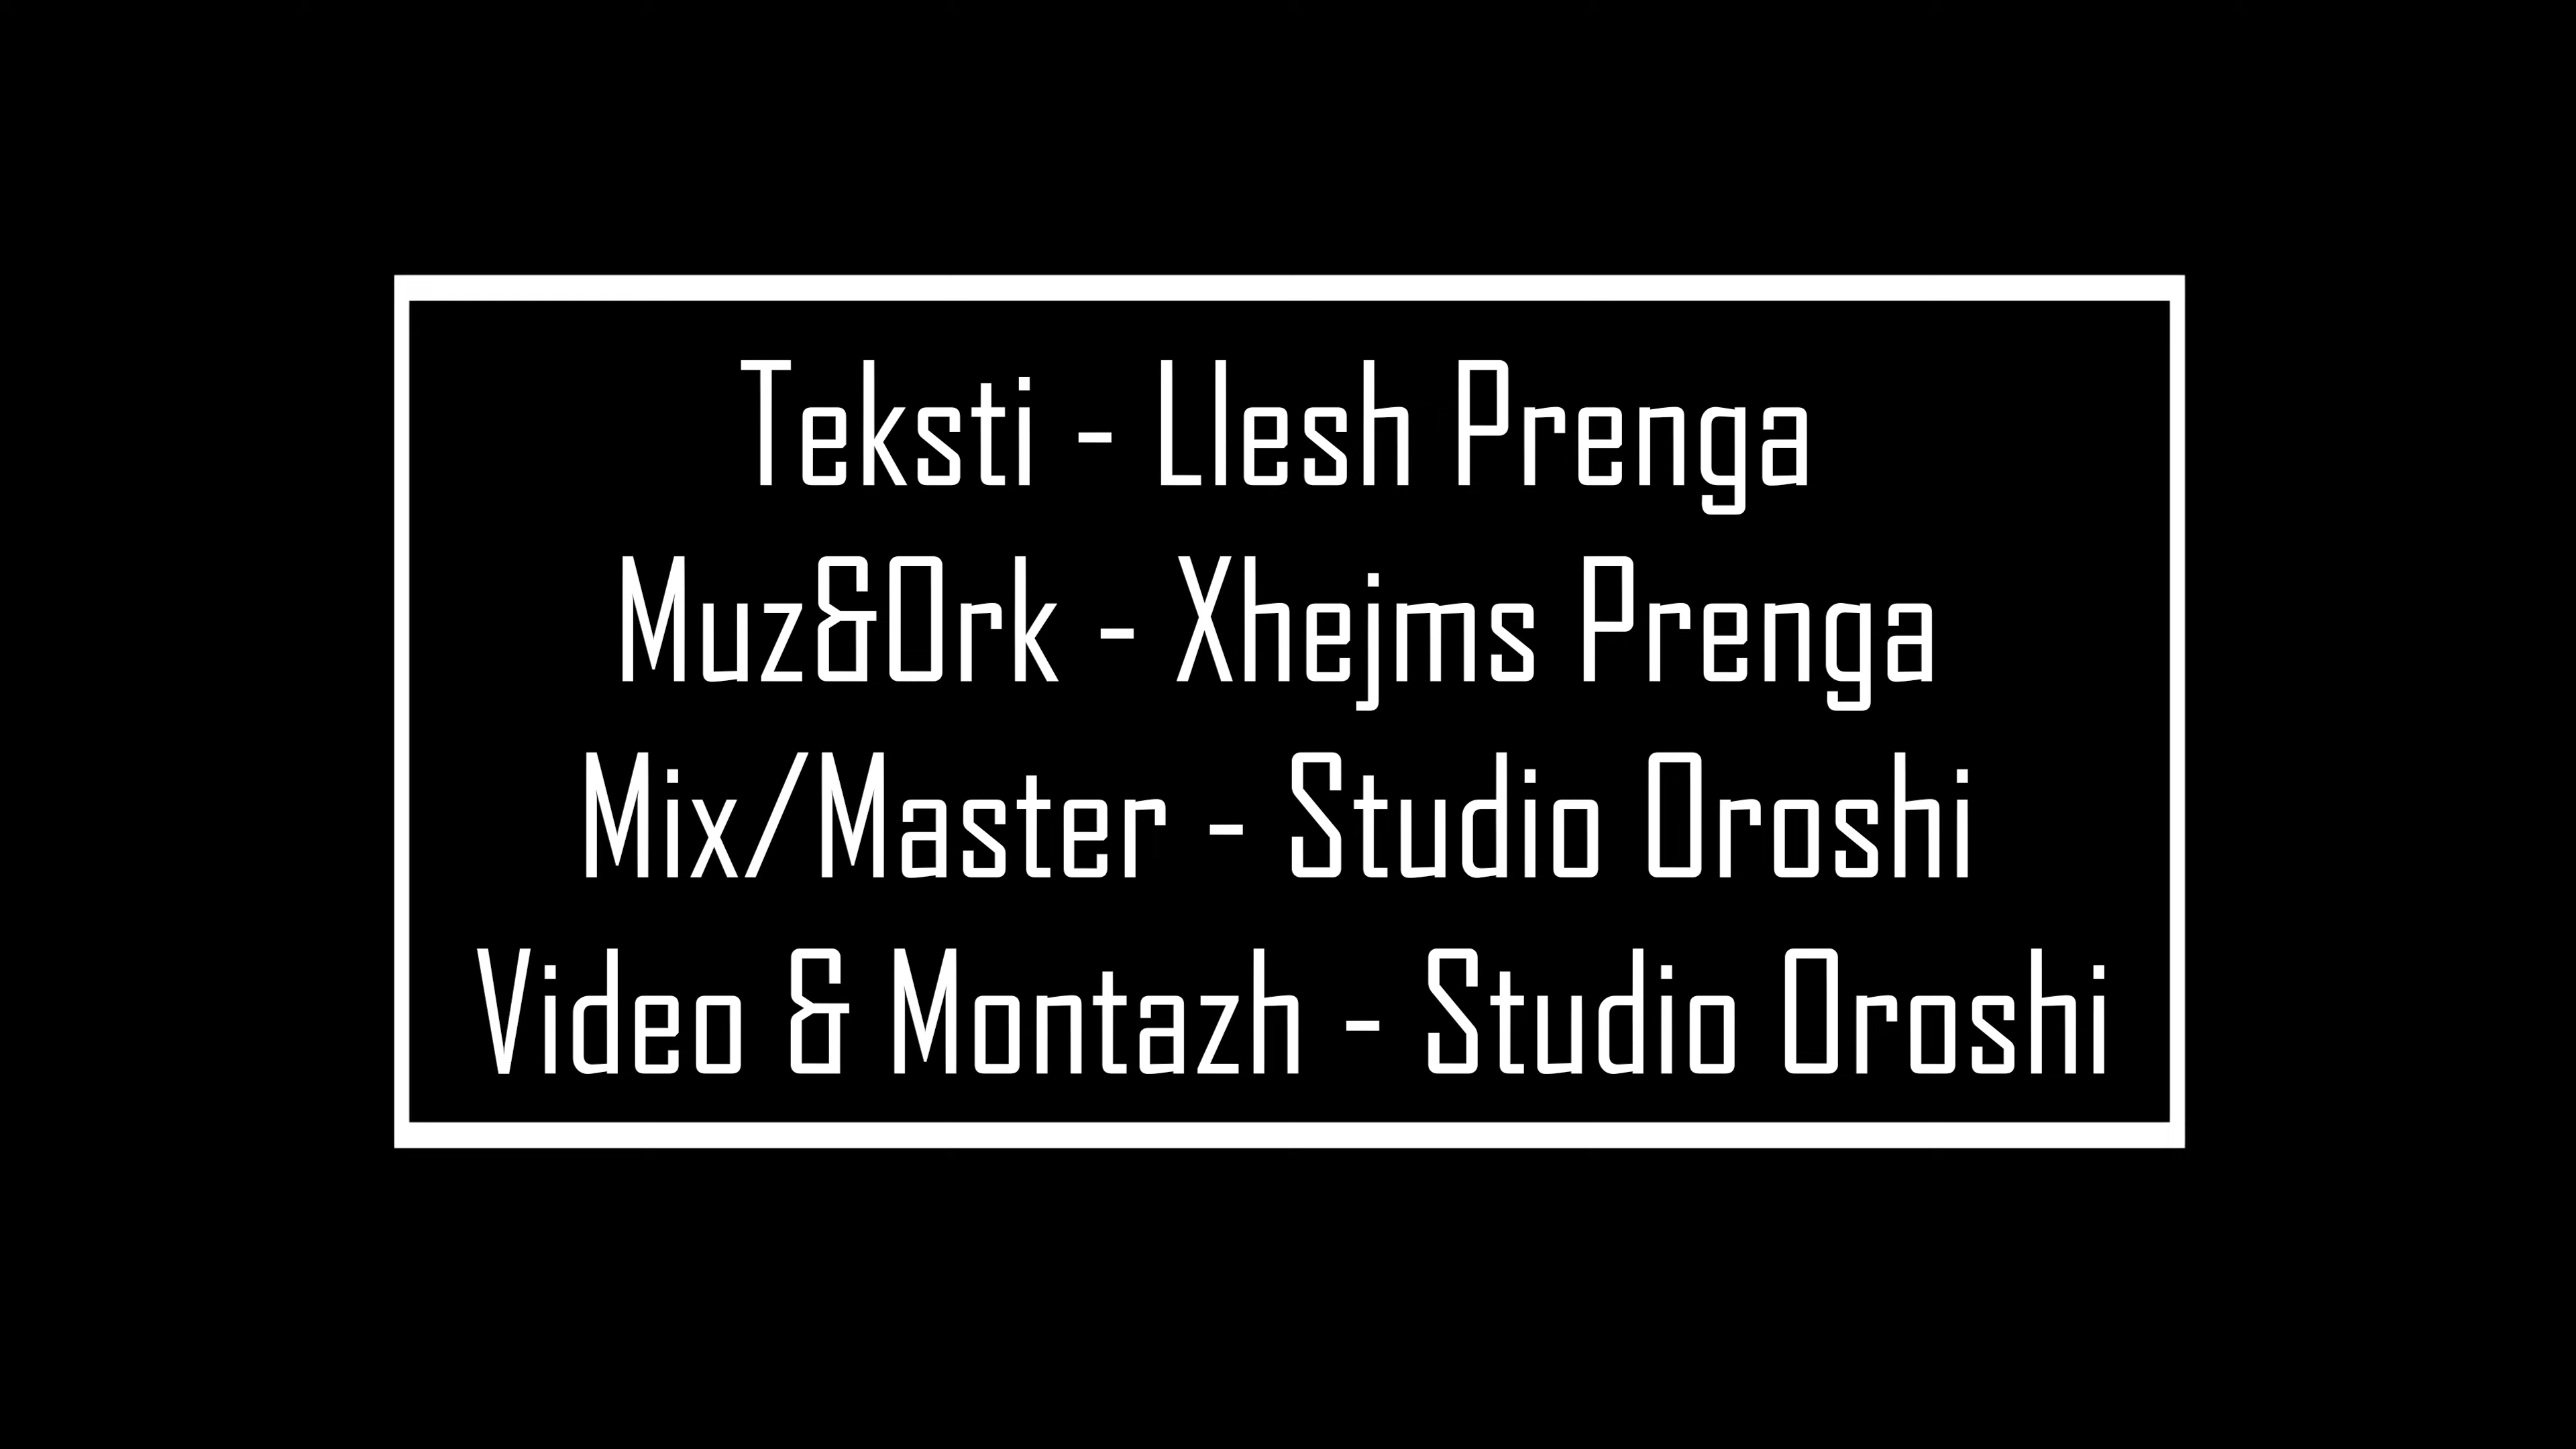 Teksti - Llesh Prenga
Muz&Ork - Xhejms Prenga
Mix/Master - Studio Oroshi
Video & Montazh - Studio Oroshi